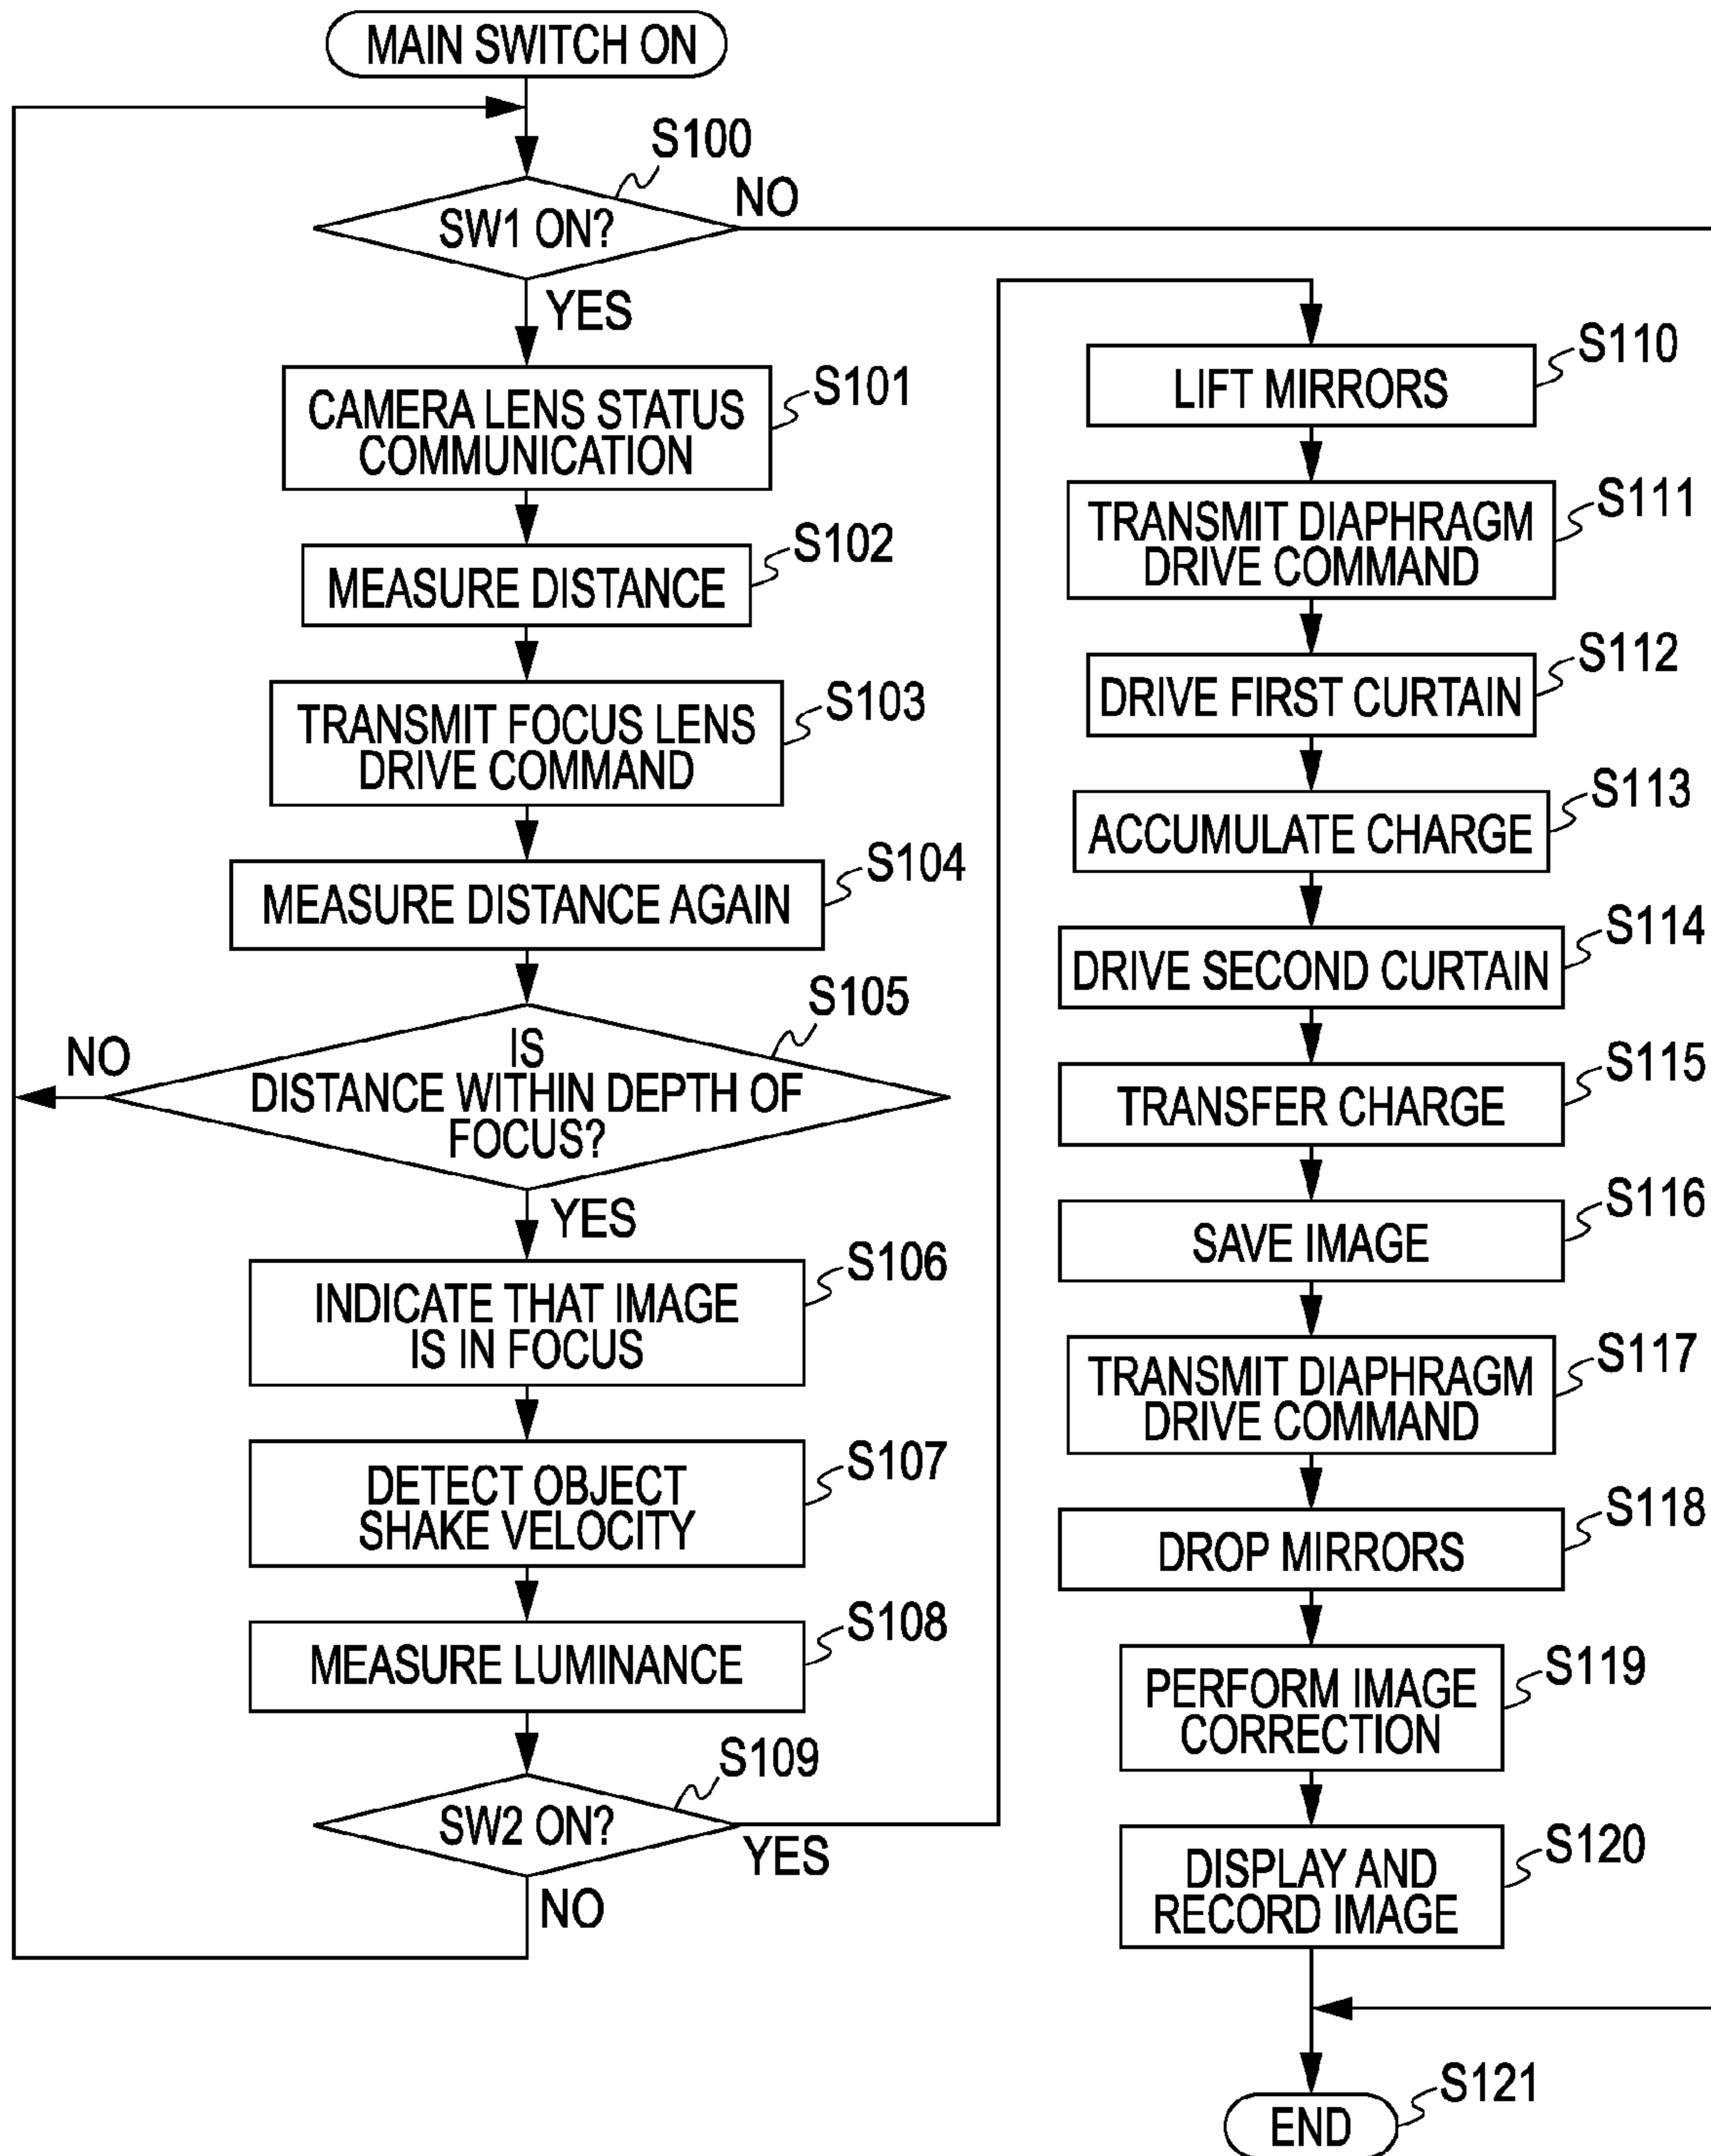 MAIN SWITCH ON
S100
SW1 ON?
NO
YES
S101
CAMERA LENS STATUS
COMMUNICATION
S102
MEASURE DISTANCE
S103
TRANSMIT FOCUS LENS
DRIVE COMMAND
S104
MEASURE DISTANCE AGAIN
S105
IS
DISTANCE WITHIN DEPTH OF
FOCUS?
NO
YES
S106
INDICATE THAT IMAGE
IS IN FOCUS
S107
DETECT OBJECT
SHAKE VELOCITY
S108
MEASURE LUMINANCE
S109
SW2 ON?
YES
NO
S110
LIFT MIRRORS
S111
TRANSMIT DIAPHRAGM
DRIVE COMMAND
S112
DRIVE FIRST CURTAIN
S113
ACCUMULATE CHARGE
S114
DRIVE SECOND CURTAIN
S115
TRANSFER CHARGE
S116
SAVE IMAGE
S117
TRANSMIT DIAPHRAGM
DRIVE COMMAND
S118
DROP MIRRORS
S119
PERFORM IMAGE
CORRECTION
S120
DISPLAY AND
RECORD IMAGE
S121
END